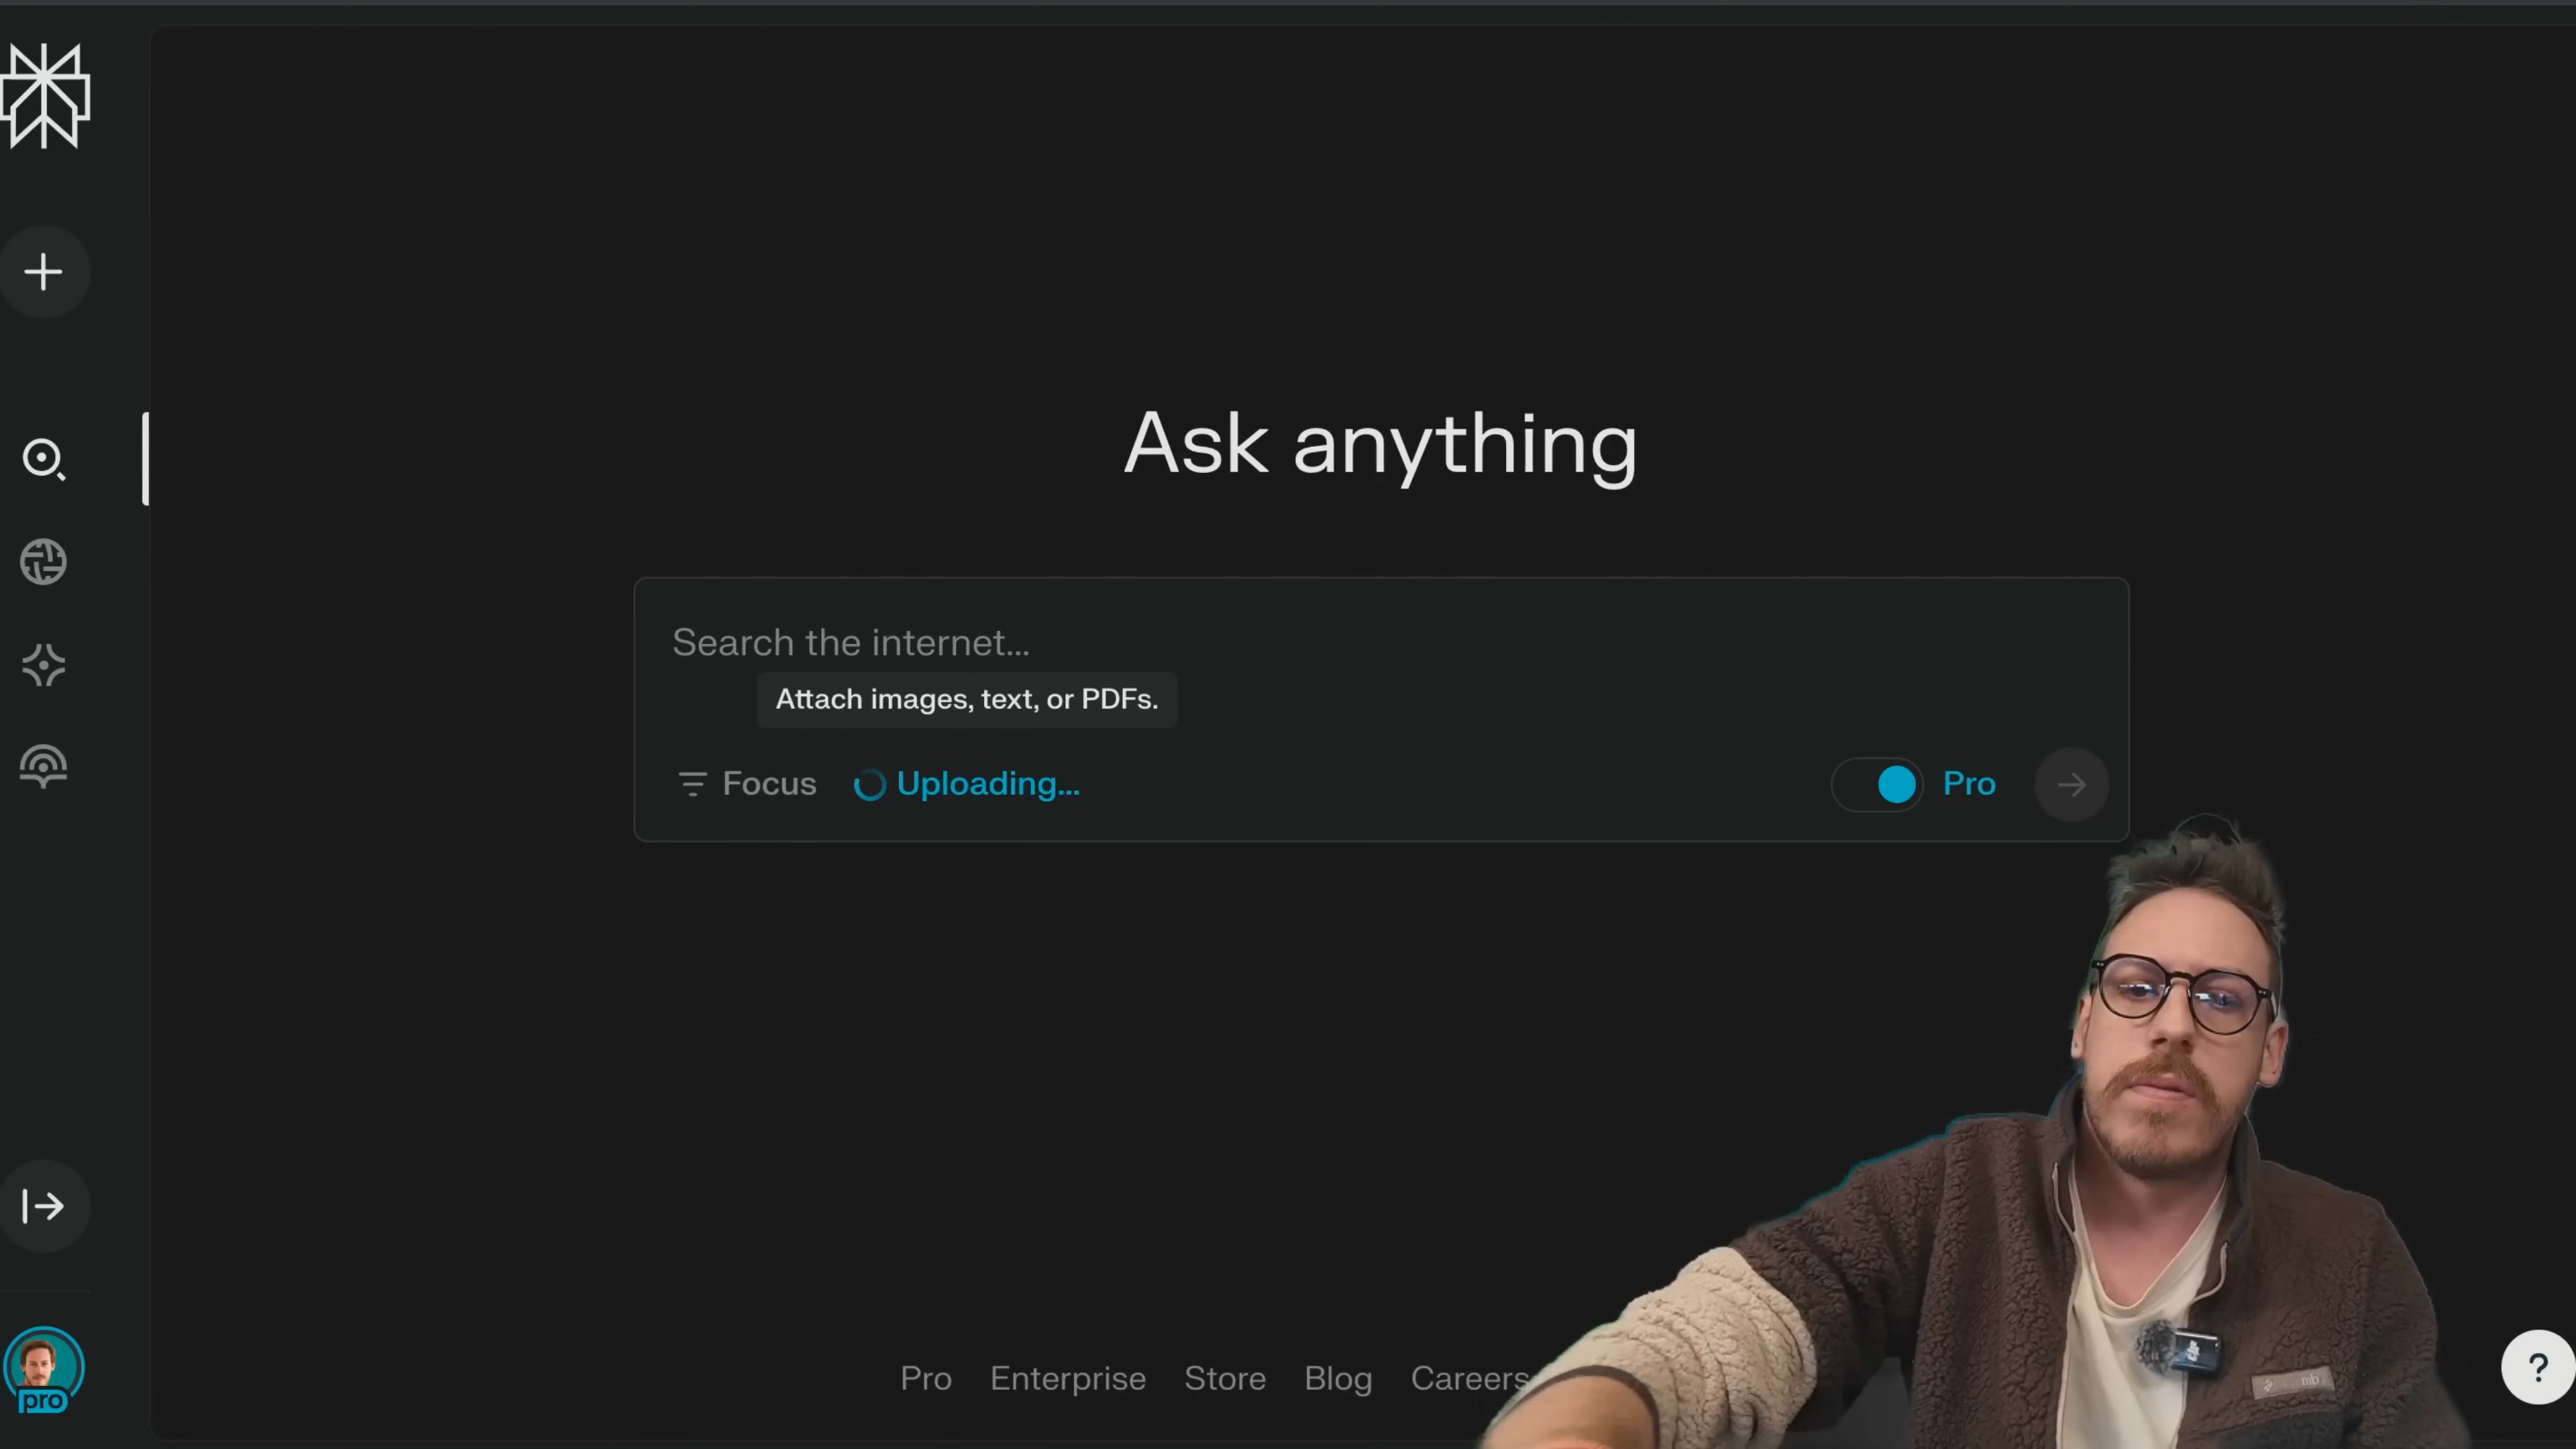 Ask anything
Search the internet...
Attach images, text, or PDFs.
Focus
Uploading...
Pro
pro
Pro Enterprise Store Blog Careers
?